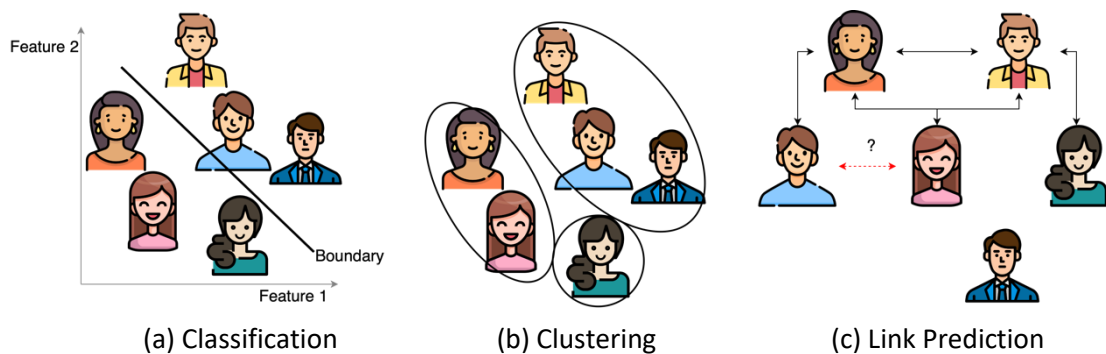 Feature 2
Boundary
Feature 1
(a) Classification
(b) Clustering
?
(c) Link Prediction